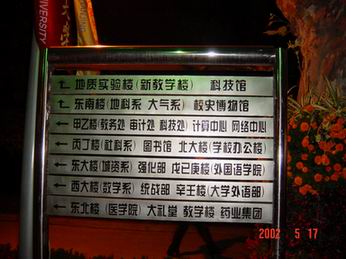 UNIVERSITY
地质实验楼(新教学楼) 科技馆
东南楼(地科系 大气系) 校史博物馆
甲乙楼(教务处 审计处 科技处) 计算中心 网络中心
丙丁楼(社科系) 图书馆 北大楼(学校办公楼)
东大楼(城资系) 强化部 戊己庚楼(外国语学院)
西大楼(数学系) 统战部 辛壬楼(大学外语部)
东北楼(医学院) 大礼堂 教学楼 药业集团
2002 5 17